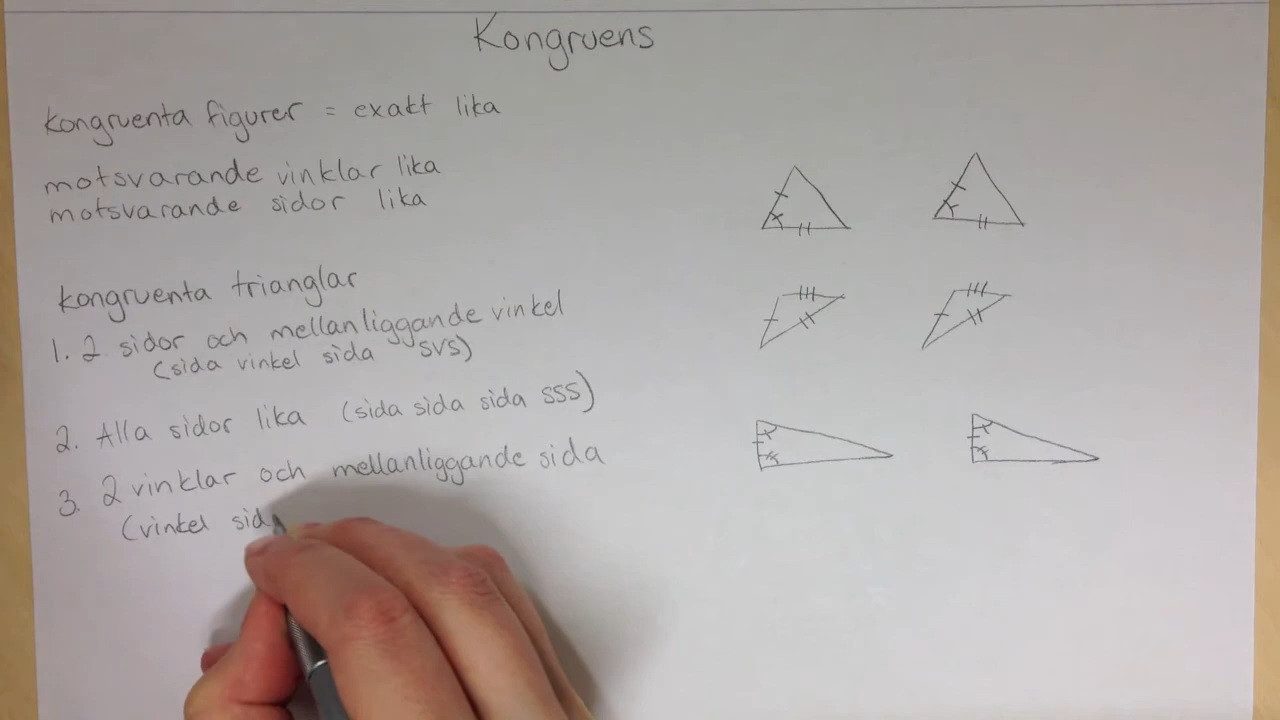 Kongruens
kongruenta figurer = exakt lika
motsvarande vinklar lika
motsvarande sidor lika
kongruenta trianglar
1. 2 sidor och mellanliggande vinkel
(sida vinkel sida SVS)
2. Alla sidor lika (sida sida sida SSS)
3. 2 vinklar och mellanliggande sida
(vinkel sid